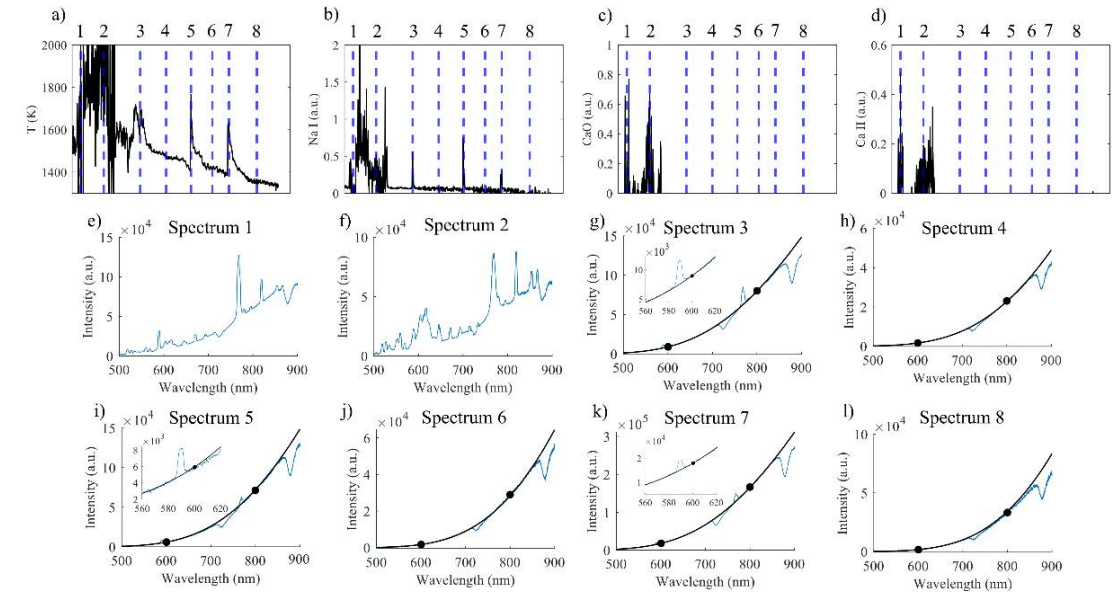 a) b) c) d)
1 2 3 4 5 6 7 8
1 2 3 4 5 6 7 8
1 2 3 4 5 6 7 8
1 2 3 4 5 6 7 8
2000
1800
1600
1400
T (K)
2
1.5
1
0.5
0
Na I (a.u.)
1
0.8
0.6
0.4
0.2
0
CaO (a.u.)
0.6
0.4
0.2
0
Ca II (a.u.)
e) Spectrum 1
× 10⁴
15
10
5
0
Intensity (a.u.)
500 600 700 800 900
Wavelength (nm)
f) Spectrum 2
× 10⁴
10
5
0
Intensity (a.u.)
500 600 700 800 900
Wavelength (nm)
g) Spectrum 3
× 10⁴
15
10
5
0
Intensity (a.u.)
× 10³
10
5
560 580 600 620
500 600 700 800 900
Wavelength (nm)
h) Spectrum 4
× 10⁴
6
4
2
0
Intensity (a.u.)
500 600 700 800 900
Wavelength (nm)
i) Spectrum 5
× 10⁴
15
10
5
0
Intensity (a.u.)
× 10³
8
6
4
2
560 580 600 620
500 600 700 800 900
Wavelength (nm)
j) Spectrum 6
× 10⁴
6
4
2
0
Intensity (a.u.)
500 600 700 800 900
Wavelength (nm)
k) Spectrum 7
× 10⁵
3
2
1
0
Intensity (a.u.)
× 10⁴
2
1
560 580 600 620
500 600 700 800 900
Wavelength (nm)
l) Spectrum 8
× 10⁴
10
5
0
Intensity (a.u.)
500 600 700 800 900
Wavelength (nm)